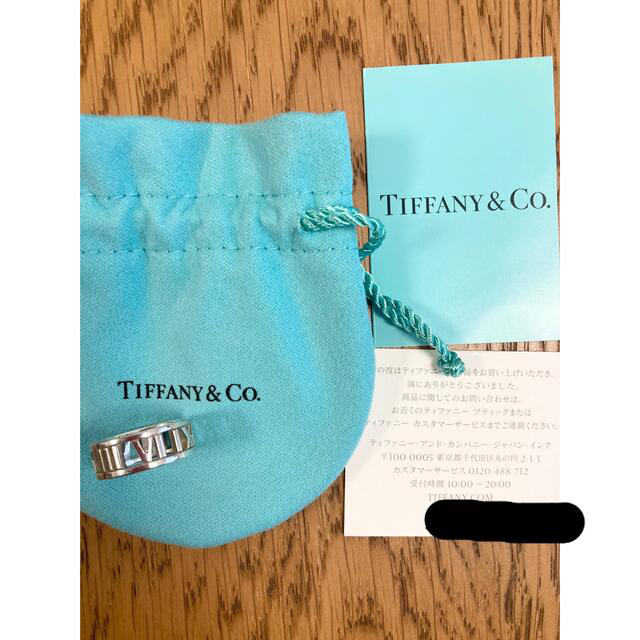 TIFFANY & CO.
TIFFANY & CO.
の度はティファニー 品をお買い上げいただき、
誠にありがとうございました。
商品に関してのお問い合わせは、
お近くのティファニー ブティックまたは
ティファニー カスタマーサービスまでご連絡ください。
ティファニー・アンド・カンパニー・ジャパン・インク
〒100-0005 東京都千代田区丸の内 2-1-1
カスタマーサービス 0120-488-712
受付時間 10:00～20:00
TIFFANY.COM
VII